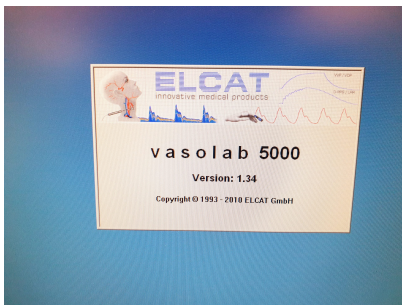 ELCAT
innovative medical products
vasolab 5000
Version: 1.34
Copyright © 1993 - 2010 ELCAT GmbH